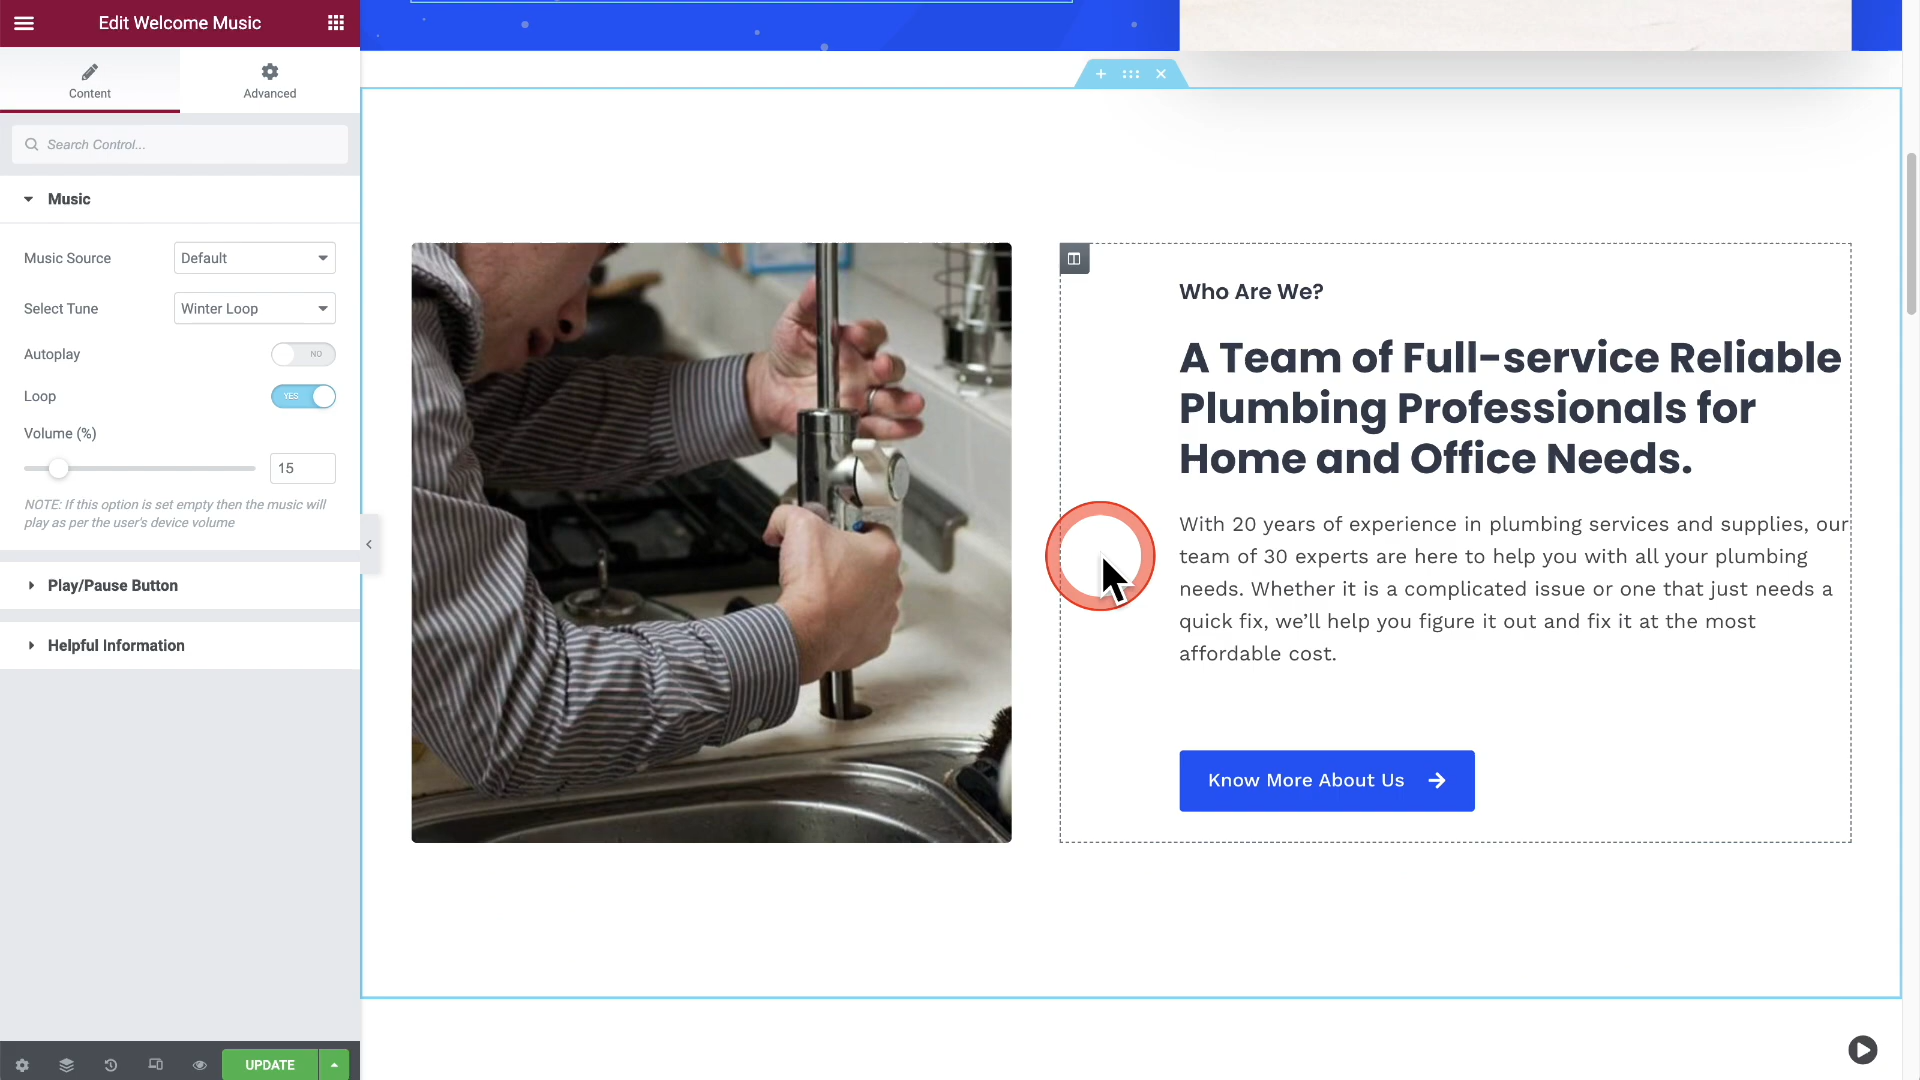 Edit Welcome Music
Content
Advanced
Search Control...
Music
Music Source
Default
Select Tune
Winter Loop
Autoplay
NO
Loop
YES
Volume (%)
15
NOTE: If this option is set empty then the music will
play as per the user's device volume
Play/Pause Button
Helpful Information
UPDATE
Who Are We?
A Team of Full-service Reliable
Plumbing Professionals for
Home and Office Needs.
With 20 years of experience in plumbing services and supplies, our
team of 30 experts are here to help you with all your plumbing
needs. Whether it is a complicated issue or one that just needs a
quick fix, we’ll help you figure it out and fix it at the most
affordable cost.
Know More About Us